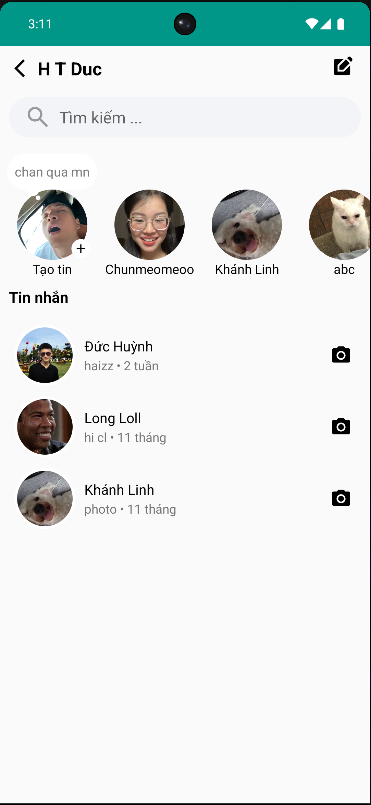 3:11
H T Duc
Tìm kiếm ...
chan qua mn
Tạo tin
Chunmeomeoo
Khánh Linh
abc
Tin nhắn
Đức Huỳnh
haizz • 2 tuần
Long Loll
hi cl • 11 tháng
Khánh Linh
photo • 11 tháng